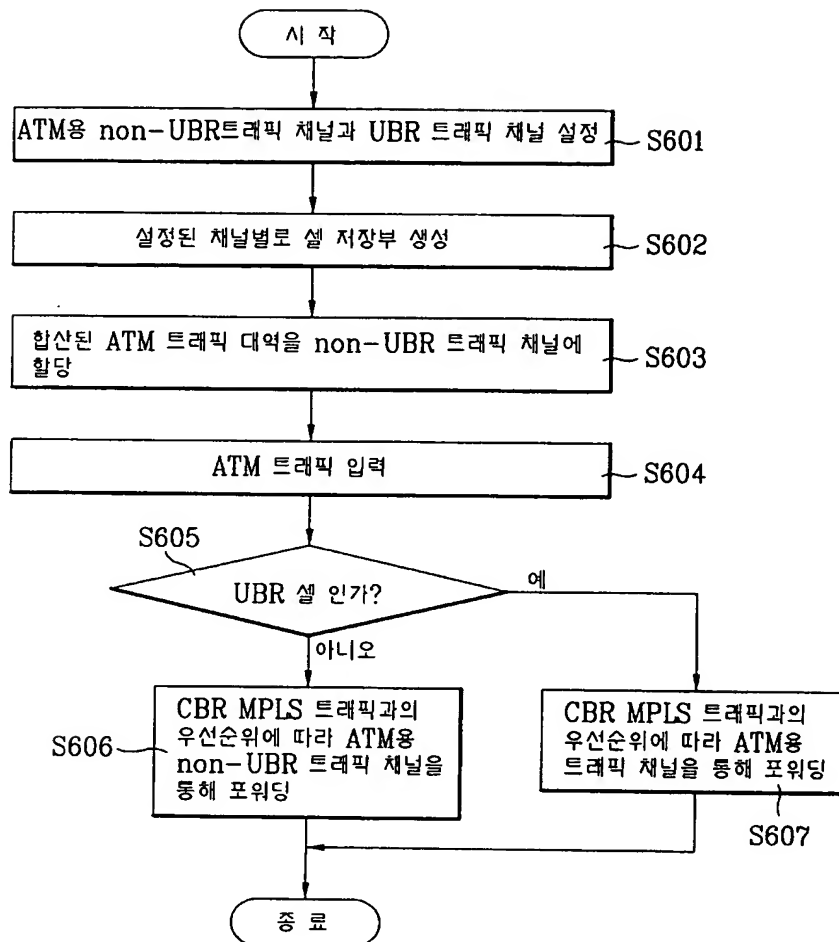 시 작
ATM용 non-UBR트래픽 채널과 UBR 트래픽 채널 설정
S601
설정된 채널별로 셀 저장부 생성
S602
합산된 ATM 트래픽 대역을 non-UBR 트래픽 채널에
할당
S603
ATM 트래픽 입력
S604
S605
UBR 셀 인가?
예
아니오
CBR MPLS 트래픽과의
우선순위에 따라 ATM용
non-UBR 트래픽 채널을
통해 포워딩
S606
CBR MPLS 트래픽과의
우선순위에 따라 ATM용
트래픽 채널을 통해 포워딩
S607
종 료